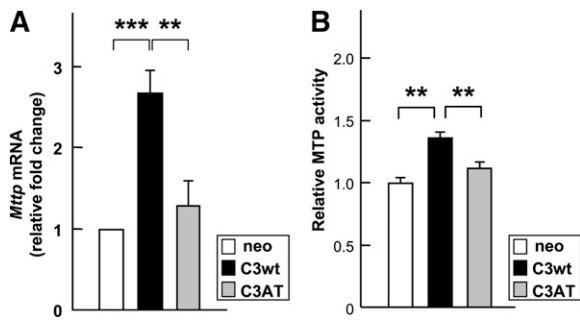 A
*** **
Mttp mRNA
(relative fold change)
3
2
1
0
neo
C3wt
C3AT
B
** **
Relative MTP activity
2.0
1.5
1.0
0.5
0
neo
C3wt
C3AT